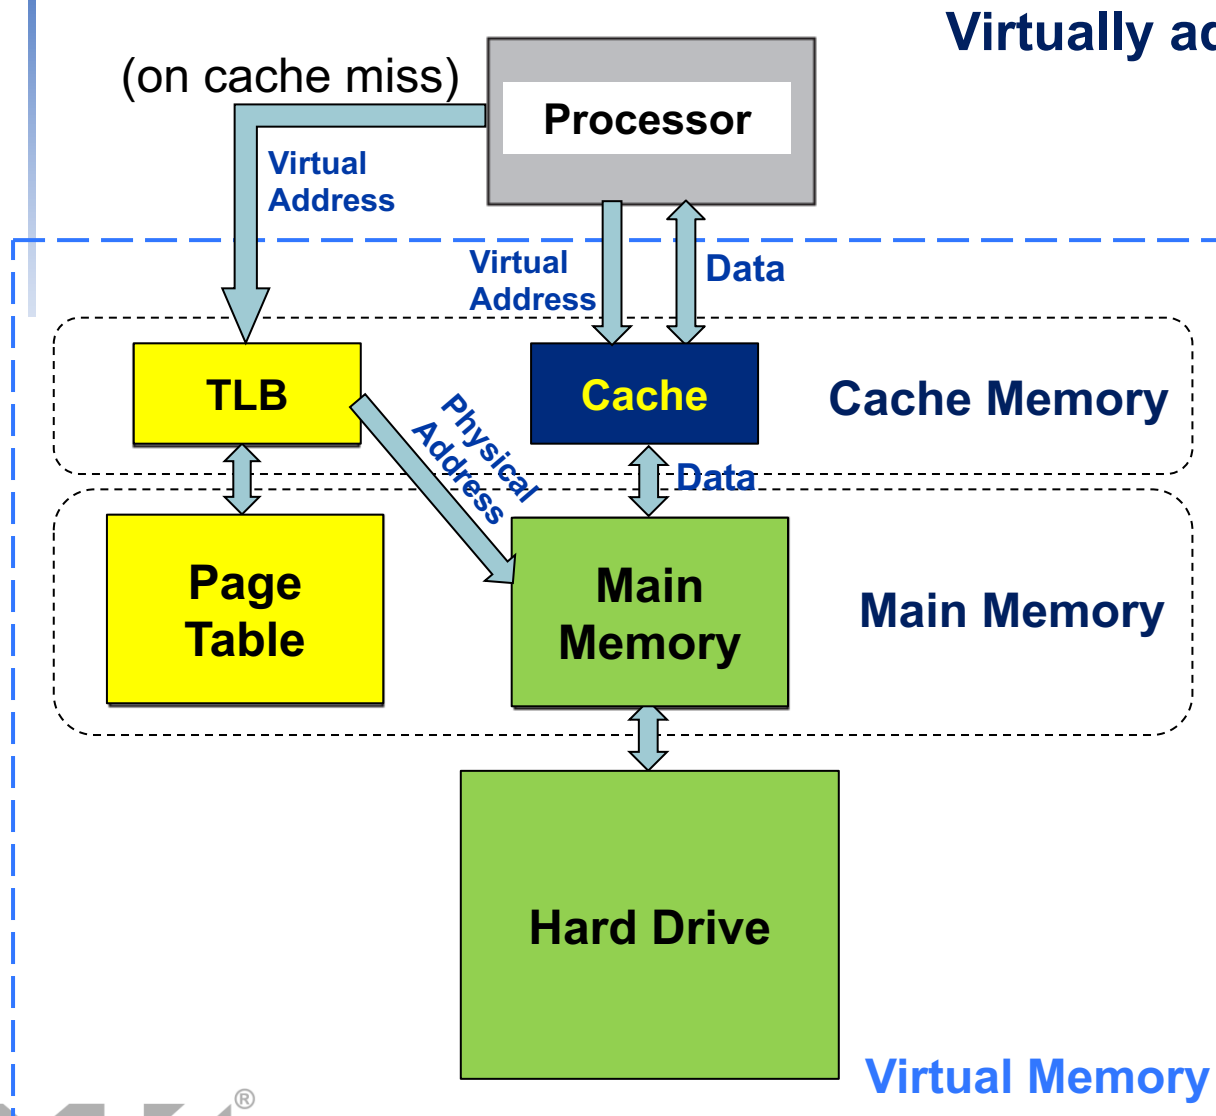 Virtually
(on cache miss)
Processor
Virtual
Address
Virtual
Address
Data
TLB
Cache
Cache Memory
Physical
Address
Data
Page
Table
Main
Memory
Main Memory
Hard Drive
Virtual Memory
®